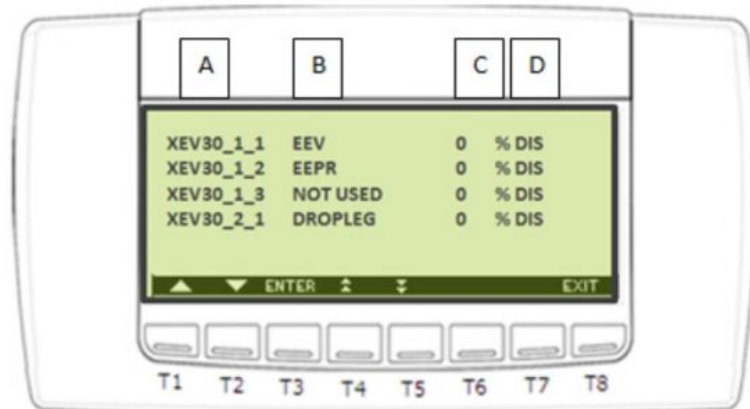 A B C D
XEV30_1_1 EEV 0 % DIS
XEV30_1_2 EEPR 0 % DIS
XEV30_1_3 NOT USED 0 % DIS
XEV30_2_1 DROPLEG 0 % DIS
ENTER EXIT
T1 T2 T3 T4 T5 T6 T7 T8